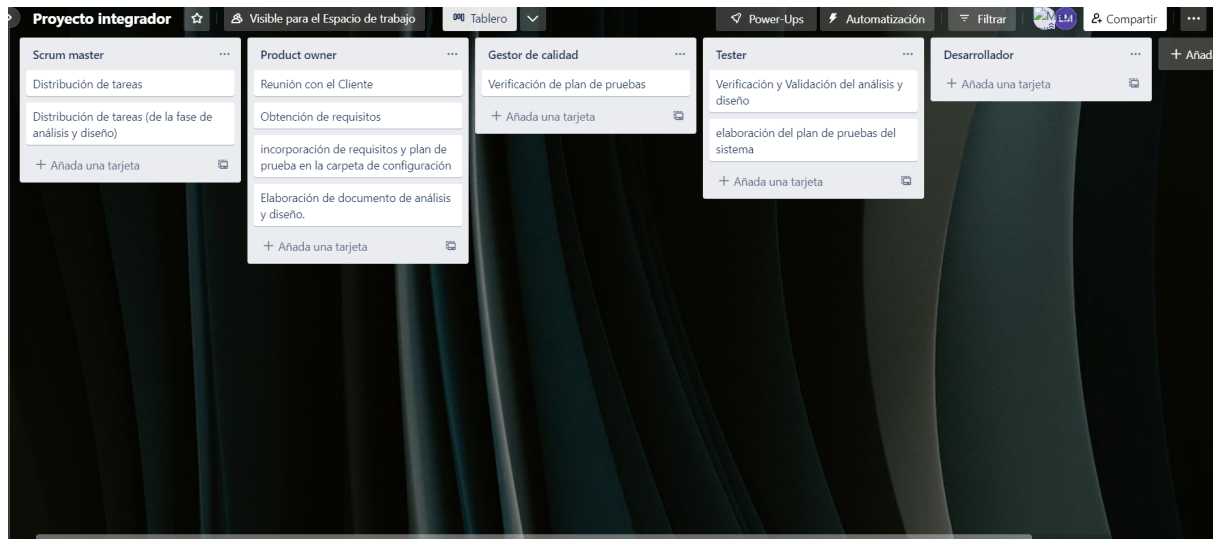 Proyecto integrador
Visible para el Espacio de trabajo
Tablero
Power-Ups
Automatización
Filtrar
LM
Compartir
Scrum master
Distribución de tareas
Distribución de tareas (de la fase de
análisis y diseño)
+ Añada una tarjeta
Product owner
Reunión con el Cliente
Obtención de requisitos
incorporación de requisitos y plan de
prueba en la carpeta de configuración
Elaboración de documento de análisis
y diseño.
+ Añada una tarjeta
Gestor de calidad
Verificación de plan de pruebas
+ Añada una tarjeta
Tester
Verificación y Validación del análisis y
diseño
elaboración del plan de pruebas del
sistema
+ Añada una tarjeta
Desarrollador
+ Añada una tarjeta
+ Añad